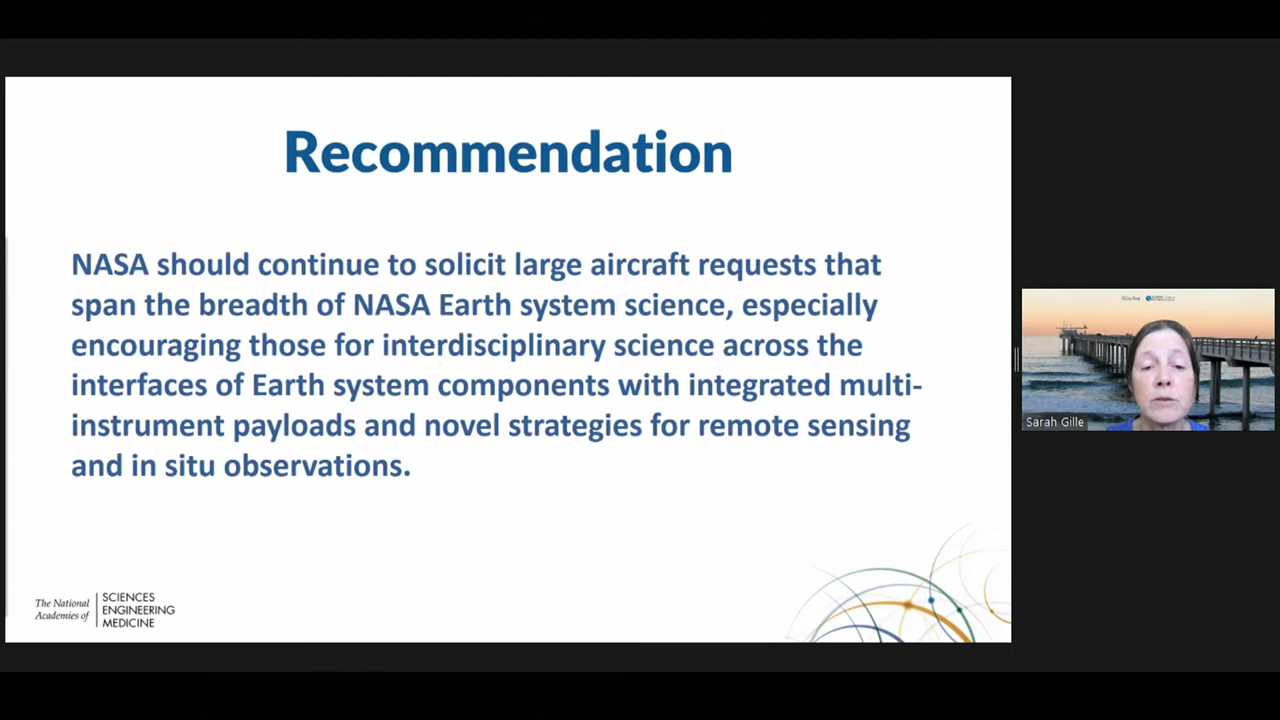 Recommendation
NASA should continue to solicit large aircraft requests that
span the breadth of NASA Earth system science, especially
encouraging those for interdisciplinary science across the
interfaces of Earth system components with integrated multi-
instrument payloads and novel strategies for remote sensing
and in situ observations.
The National
Academies of
SCIENCES
ENGINEERING
MEDICINE
Sarah Gille